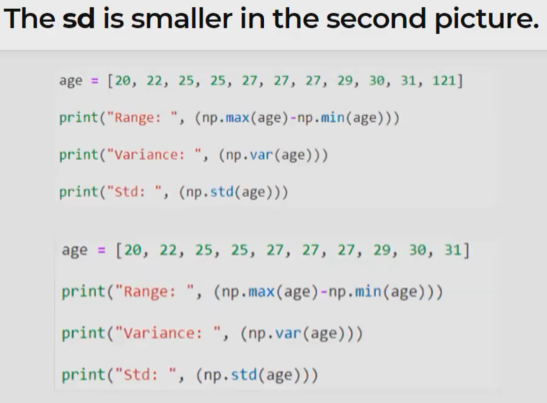 The sd is smaller in the second picture.
age = [20, 22, 25, 25, 27, 27, 27, 29, 30, 31, 121]
print("Range: ", (np.max(age)-np.min(age)))
print("Variance: ", (np.var(age)))
print("Std: ", (np.std(age)))
age = [20, 22, 25, 25, 27, 27, 27, 29, 30, 31]
print("Range: ", (np.max(age)-np.min(age)))
print("Variance: ", (np.var(age)))
print("Std: ", (np.std(age)))